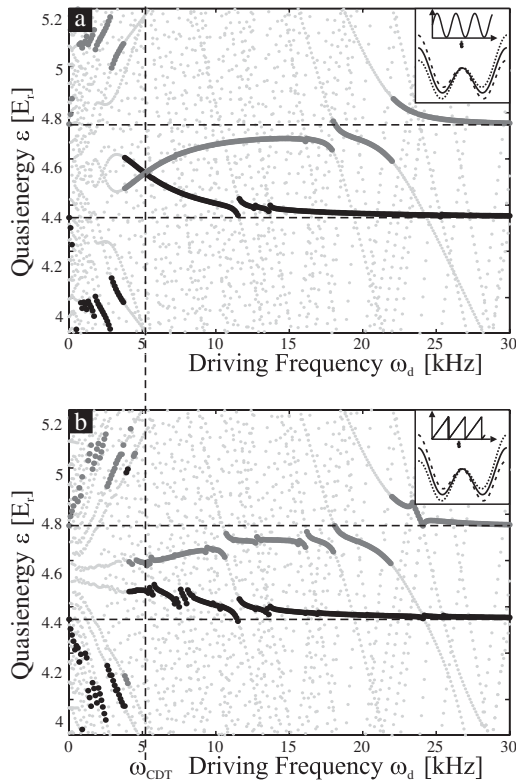 a
5.2
5
4.8
4.6
4.4
4.2
4
Quasienergy ε [Eᵣ]
t
0 5 10 15 20 25 30
Driving Frequency ω_d [kHz]
b
5.2
5
4.8
4.6
4.4
4.2
4
Quasienergy ε [Eᵣ]
t
0 5 10 15 20 25 30
ω_CDT Driving Frequency ω_d [kHz]